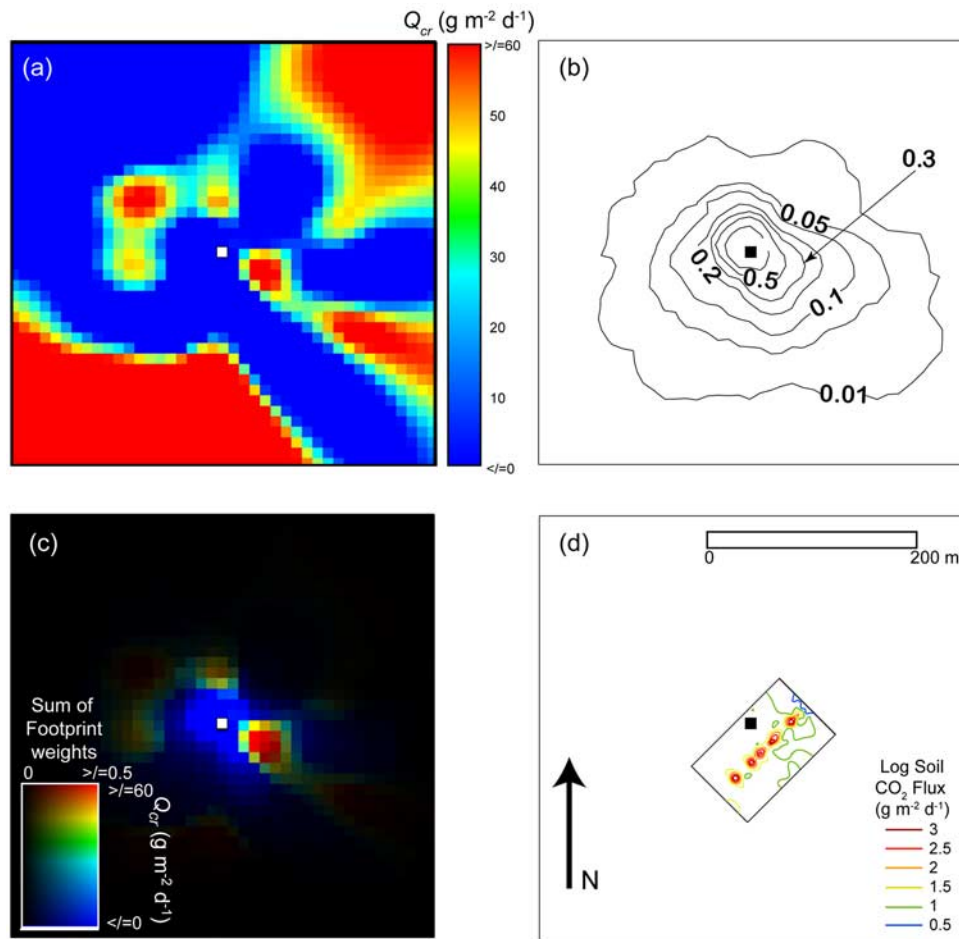 Q_cr (g m⁻² d⁻¹)
(a)
>/=60
50
40
30
20
10
</=0
(b)
0.3
0.05
0.2
0.5
0.1
0.01
(c)
Sum of
Footprint
weights
0 >/=0.5
>/=60
Q_cr (g m⁻² d⁻¹)
</=0
(d)
0 200 m
N
Log Soil
CO₂ Flux
(g m⁻² d⁻¹)
3
2.5
2
1.5
1
0.5